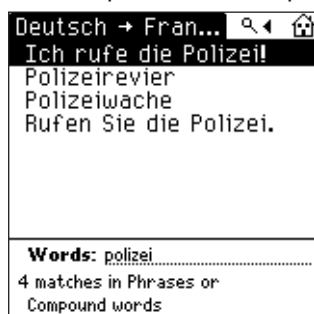 Deutsch → Fran...
Ich rufe die Polizei!
Polizeirevier
Polizeiwache
Rufen Sie die Polizei.
Words: polizei
4 matches in Phrases or
Compound words